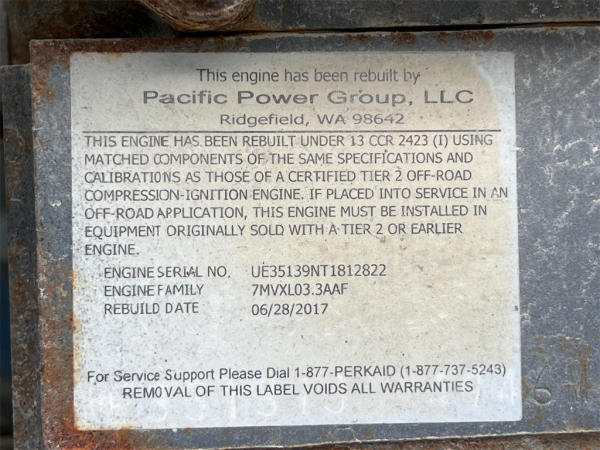 This engine has been rebuilt by
Pacific Power Group, LLC
Ridgefield, WA 98642
THIS ENGINE HAS BEEN REBUILT UNDER 13 CCR 2423 (I) USING
MATCHED COMPONENTS OF THE SAME SPECIFICATIONS AND
CALIBRATIONS AS THOSE OF A CERTIFIED TIER 2 OFF-ROAD
COMPRESSION-IGNITION ENGINE. IF PLACED INTO SERVICE IN AN
OFF-ROAD APPLICATION, THIS ENGINE MUST BE INSTALLED IN
EQUIPMENT ORIGINALLY SOLD WITH A TIER 2 OR EARLIER
ENGINE.
ENGINE SERIAL NO. UE35139NT1812822
ENGINE FAMILY 7MVXL03.3AAF
REBUILD DATE 06/28/2017
For Service Support Please Dial 1-877-PERKAID (1-877-737-5243)
REMOVAL OF THIS LABEL VOIDS ALL WARRANTIES